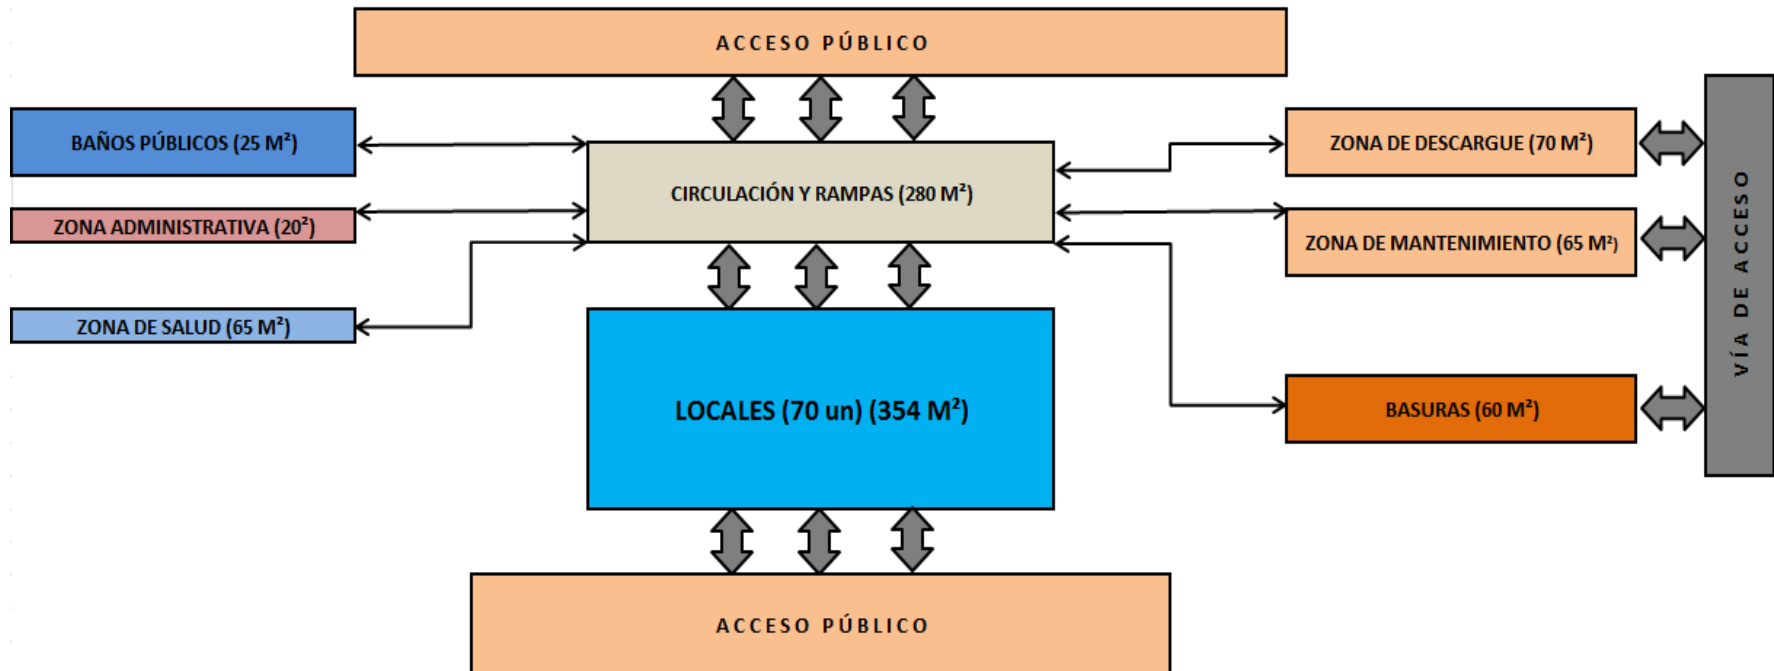 ACCESO PÚBLICO
BAÑOS PÚBLICOS (25 M²)
ZONA DE DESCARGUE (70 M²)
CIRCULACIÓN Y RAMPAS (280 M²)
ZONA ADMINISTRATIVA (20²)
ZONA DE MANTENIMIENTO (65 M²)
ZONA DE SALUD (65 M²)
VÍA DE ACCESO
LOCALES (70 un) (354 M²)
BASURAS (60 M²)
ACCESO PÚBLICO